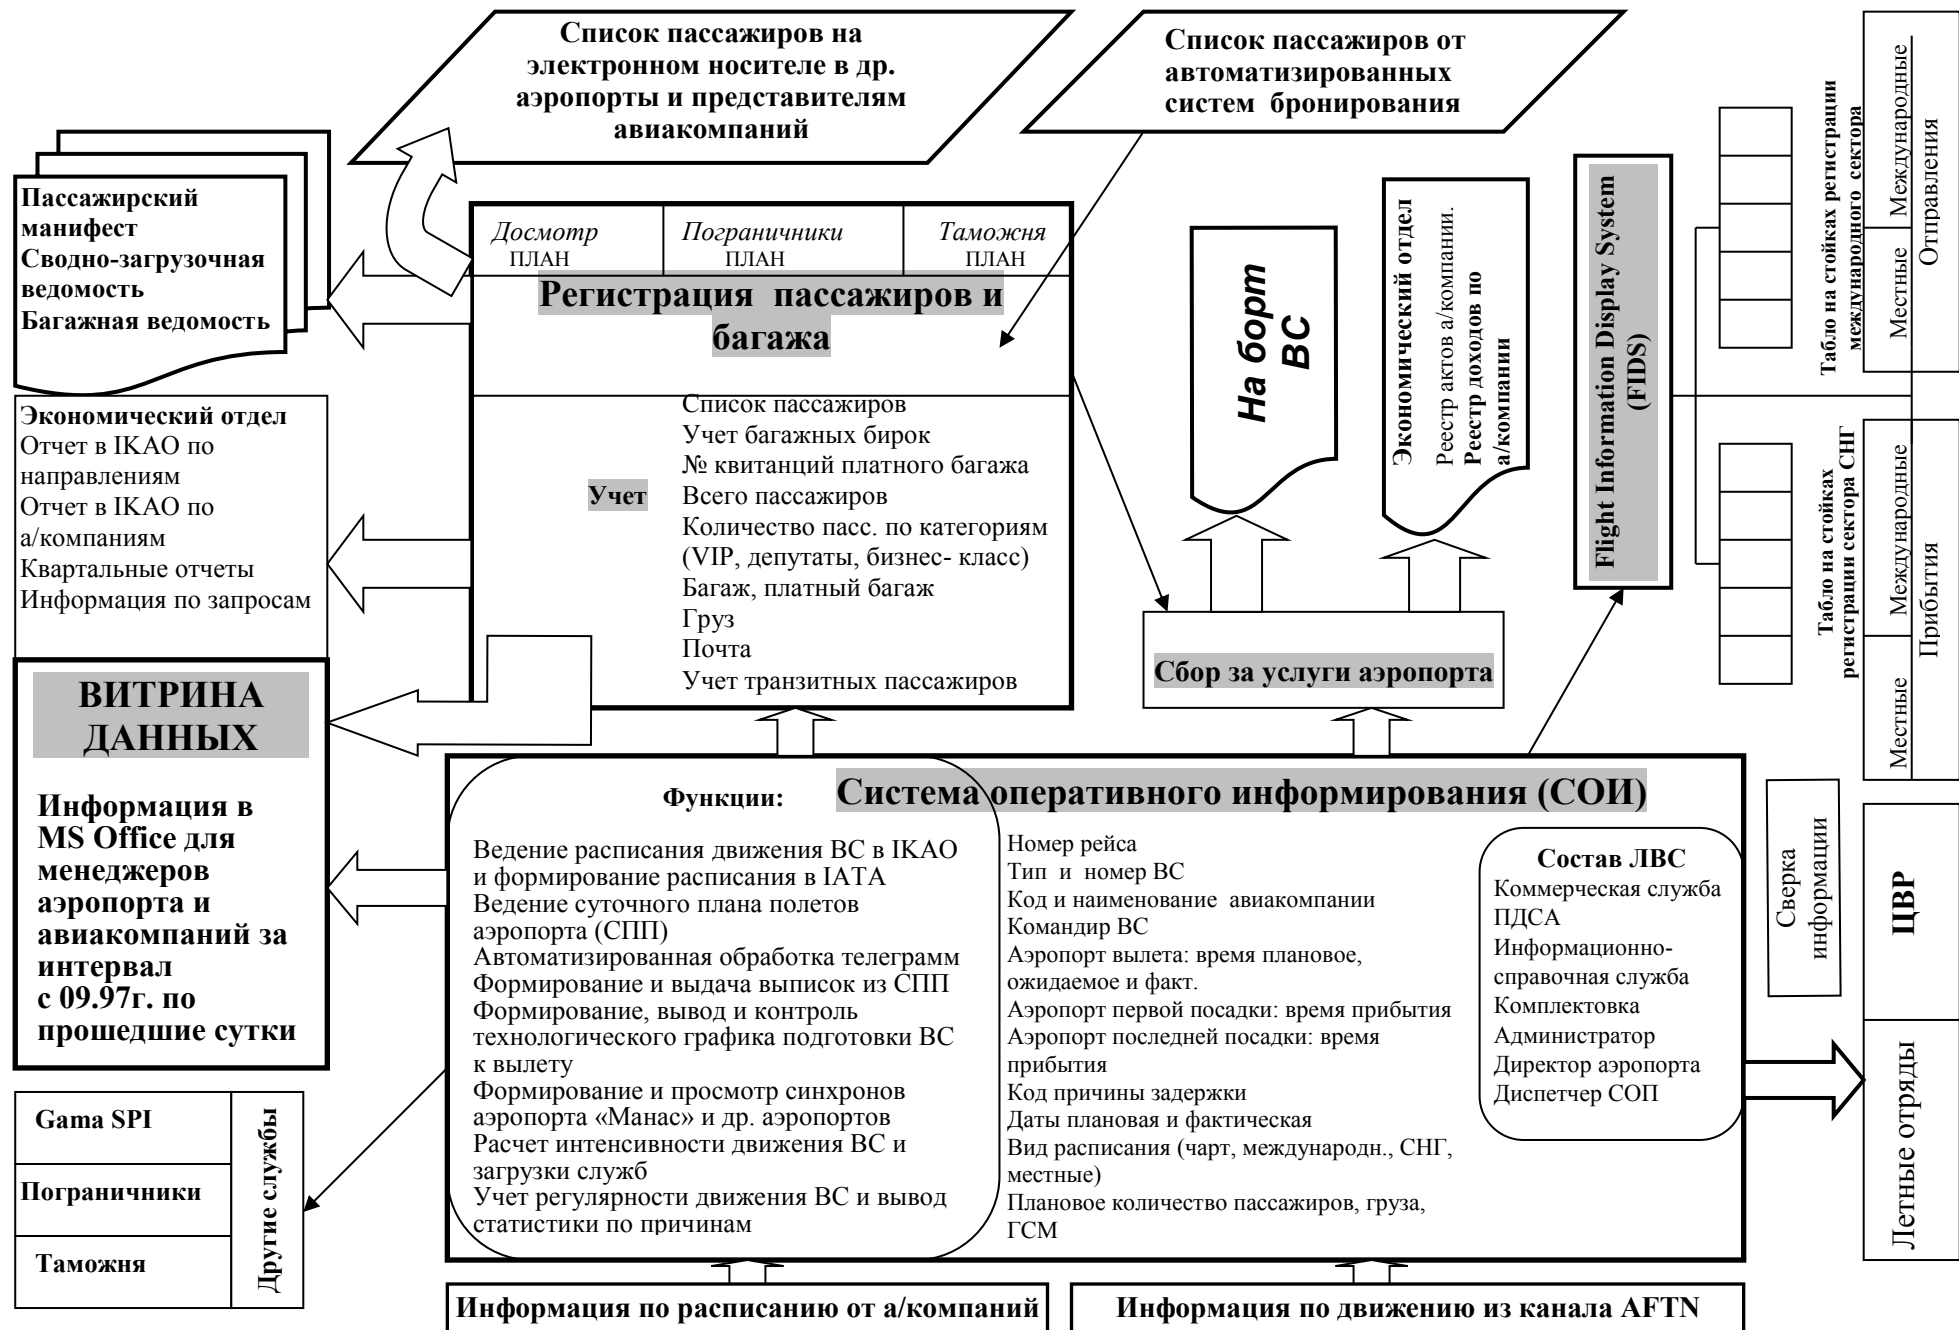 Список пассажиров на
электронном носителе в др.
аэропорты и представителям
авиакомпаний
Список пассажиров от
автоматизированных
систем бронирования
Пассажирский
манифест
Сводно-загрузочная
ведомость
Багажная ведомость
Досмотр
ПЛАН
Пограничники
ПЛАН
Таможня
ПЛАН
Регистрация пассажиров и
багажа
Учет
Список пассажиров
Учет багажных бирок
№ квитанций платного багажа
Всего пассажиров
Количество пасс. по категориям
(VIP, депутаты, бизнес- класс)
Багаж, платный багаж
Груз
Почта
Учет транзитных пассажиров
Экономический отдел
Отчет в IKAO по
направлениям
Отчет в IKAO по
а/компаниям
Квартальные отчеты
Информация по запросам
На борт
ВС
Экономический отдел
Реестр актов а/компании.
Реестр доходов по
а/компании
Flight Information Display System
(FIDS)
Табло на стойках регистрации
международного сектора
Международные
Местные
Отправления
Табло на стойках
регистрации сектора СНГ
Международные
Местные
Прибытия
Сбор за услуги аэропорта
ВИТРИНА
ДАННЫХ
Информация в
MS Office для
менеджеров
аэропорта и
авиакомпаний за
интервал
с 09.97г. по
прошедшие сутки
Функции:
Система оперативного информирования (СОИ)
Ведение расписания движения ВС в IKAO
и формирование расписания в IATA
Ведение суточного плана полетов
аэропорта (СПП)
Автоматизированная обработка телеграмм
Формирование и выдача выписок из СПП
Формирование, вывод и контроль
технологического графика подготовки ВС
к вылету
Формирование и просмотр синхронов
аэропорта «Манас» и др. аэропортов
Расчет интенсивности движения ВС и
загрузки служб
Учет регулярности движения ВС и вывод
статистики по причинам
Номер рейса
Тип и номер ВС
Код и наименование авиакомпании
Командир ВС
Аэропорт вылета: время плановое,
ожидаемое и факт.
Аэропорт первой посадки: время прибытия
Аэропорт последней посадки: время
прибытия
Код причины задержки
Даты плановая и фактическая
Вид расписания (чарт, международн., СНГ,
местные)
Плановое количество пассажиров, груза,
ГСМ
Состав ЛВС
Коммерческая служба
ПДСА
Информационно-
справочная служба
Комплектовка
Администратор
Директор аэропорта
Диспетчер СОП
Сверка
информации
ЦВР
Летные отряды
Gama SPI
Пограничники
Таможня
Другие службы
Информация по расписанию от а/компаний
Информация по движению из канала AFTN